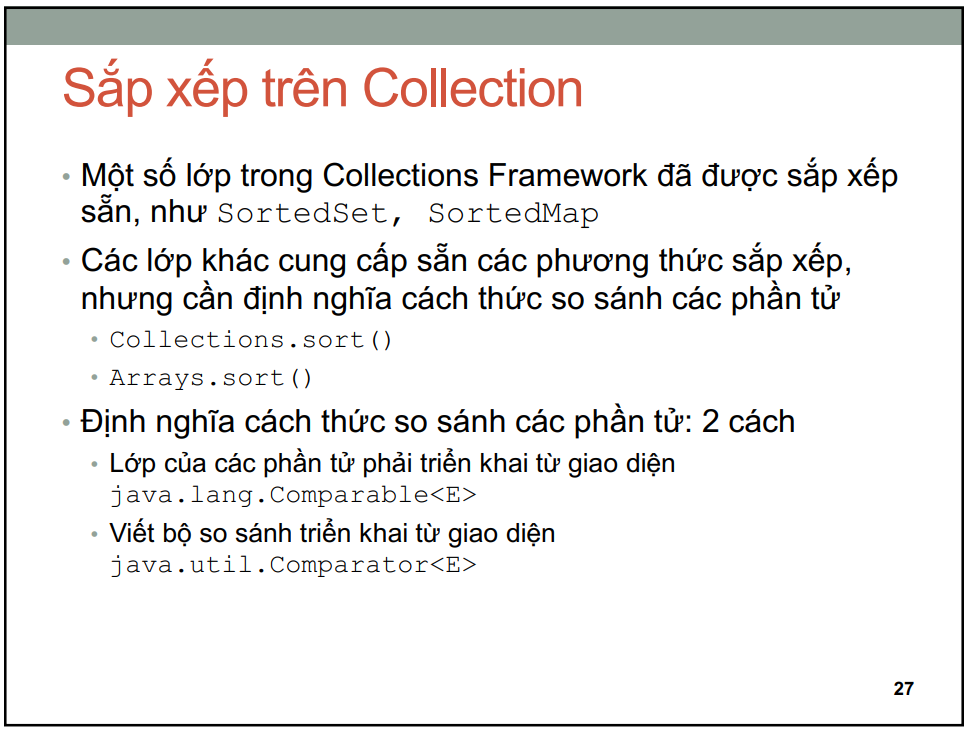 Sắp xếp trên Collection
• Một số lớp trong Collections Framework đã được sắp xếp
sẵn, như SortedSet, SortedMap
• Các lớp khác cung cấp sẵn các phương thức sắp xếp,
nhưng cần định nghĩa cách thức so sánh các phần tử
• Collections.sort()
• Arrays.sort()
• Định nghĩa cách thức so sánh các phần tử: 2 cách
• Lớp của các phần tử phải triển khai từ giao diện
java.lang.Comparable<E>
• Viết bộ so sánh triển khai từ giao diện
java.util.Comparator<E>
27